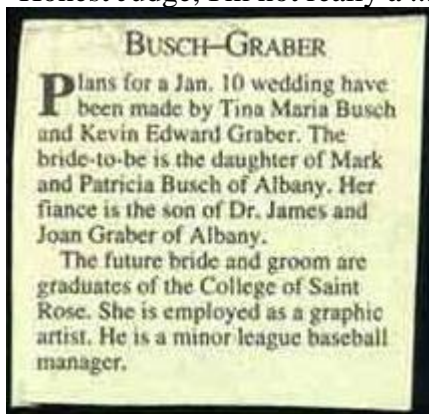 BUSCH–GRABER
Plans for a Jan. 10 wedding have
been made by Tina Maria Busch
and Kevin Edward Graber. The
bride-to-be is the daughter of Mark
and Patricia Busch of Albany. Her
fiance is the son of Dr. James and
Joan Graber of Albany.
The future bride and groom are
graduates of the College of Saint
Rose. She is employed as a graphic
artist. He is a minor league baseball
manager.